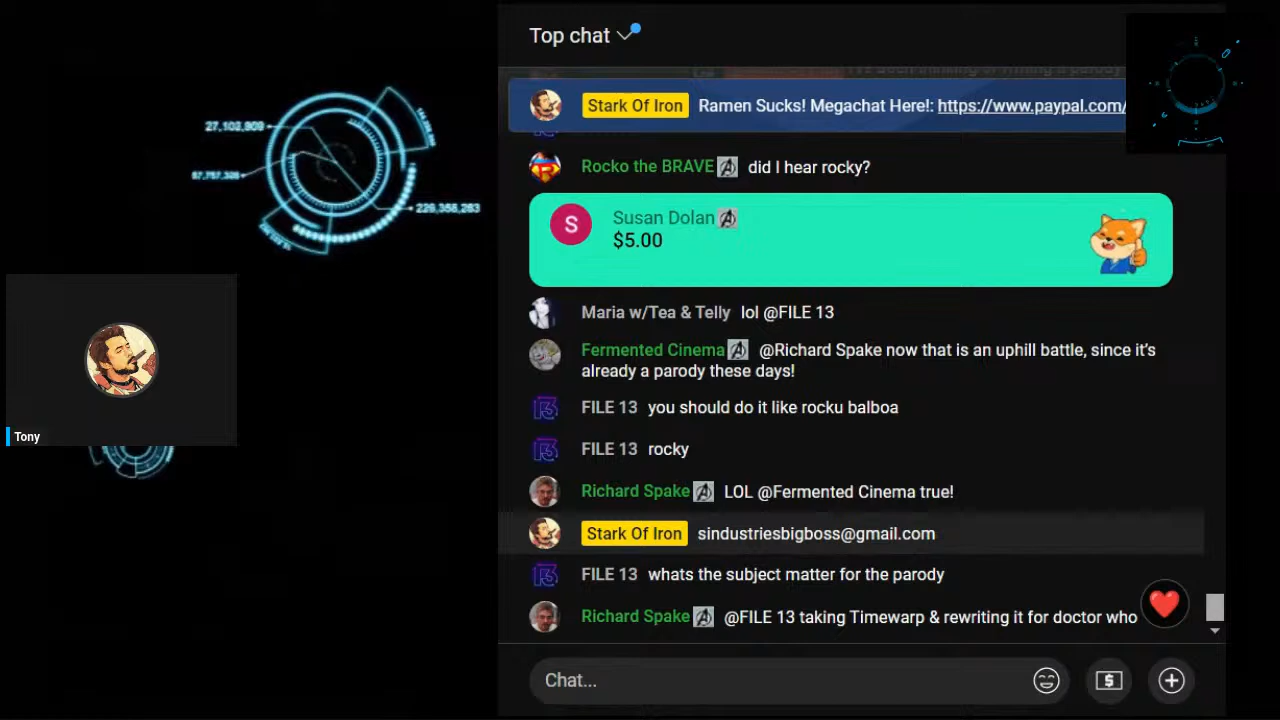 Top chat
Stark Of Iron Ramen Sucks! Megachat Here!: https://www.paypal.com/
Rocko the BRAVE did I hear rocky?
S
Susan Dolan
$5.00
Maria w/Tea & Telly lol @FILE 13
Fermented Cinema @Richard Spake now that is an uphill battle, since it's
already a parody these days!
FILE 13 you should do it like rocku balboa
FILE 13 rocky
Richard Spake LOL @Fermented Cinema true!
Stark Of Iron sindustriesbigboss@gmail.com
FILE 13 whats the subject matter for the parody
Richard Spake @FILE 13 taking Timewarp & rewriting it for doctor who
Chat...
27,102,909
226,358,263
Tony